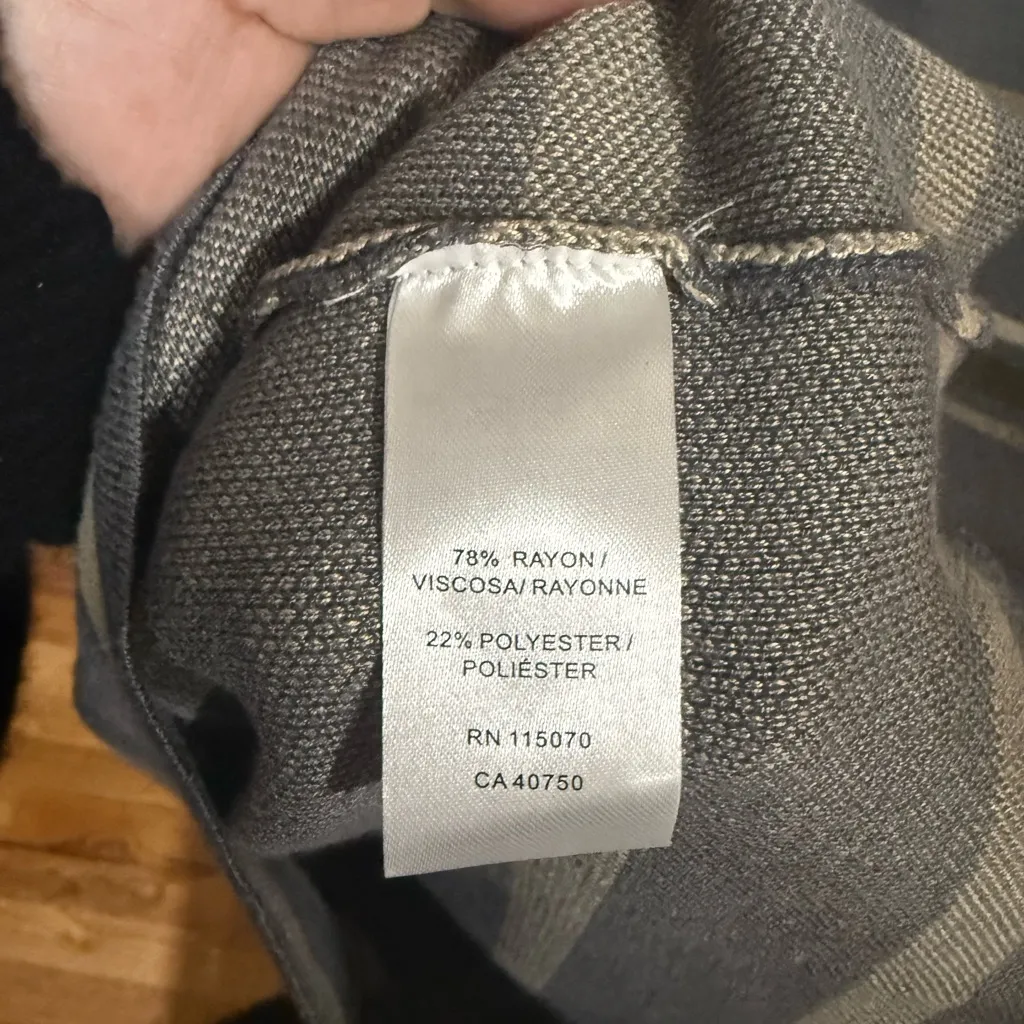 78% RAYON/
VISCOSA/RAYONNE
22% POLYESTER/
POLIÉSTER
RN 115070
CA 40750